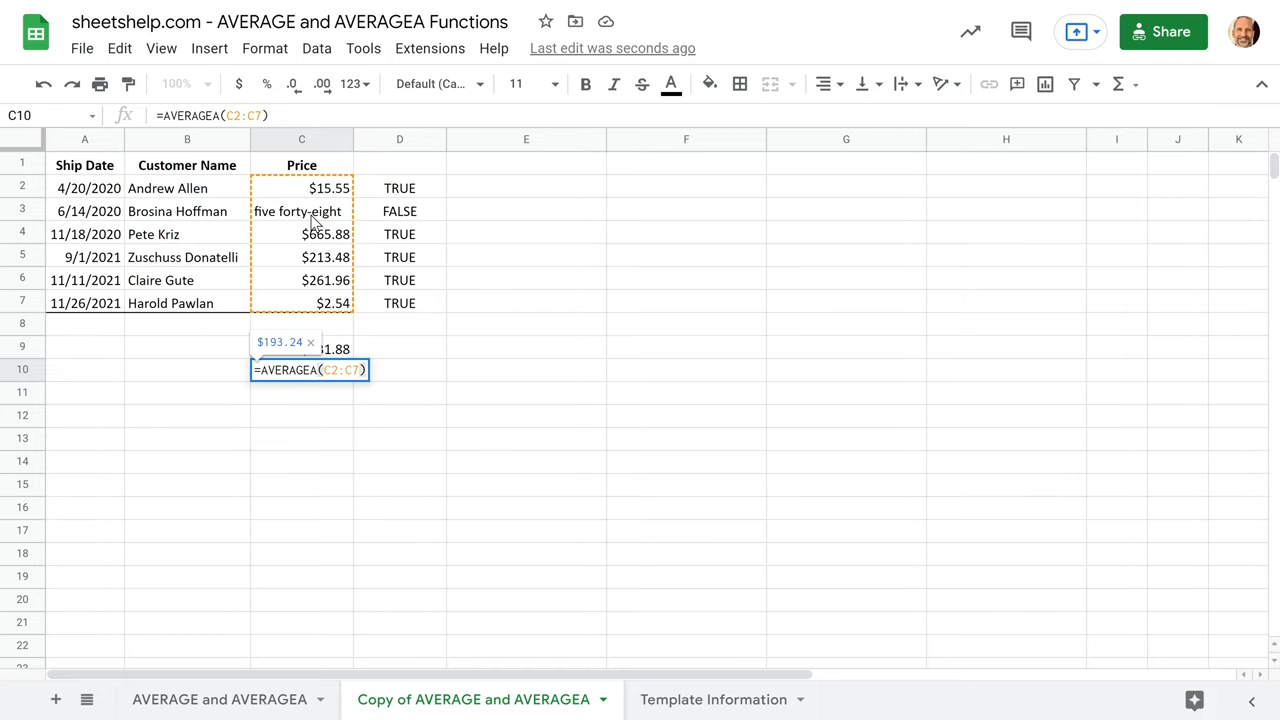 sheetshelp.com - AVERAGE and AVERAGEA Functions
File Edit View Insert Format Data Tools Extensions Help Last edit was seconds ago
Share
100% $ % .0 .00 123 Default (Ca... 11 B I S A Σ
C10 fx =AVERAGEA(C2:C7)
A B C D E F G H I J K
1 Ship Date Customer Name Price
2 4/20/2020 Andrew Allen $15.55 TRUE
3 6/14/2020 Brosina Hoffman five forty-eight FALSE
4 11/18/2020 Pete Kriz $665.88 TRUE
5 9/1/2021 Zuschuss Donatelli $213.48 TRUE
6 11/11/2021 Claire Gute $261.96 TRUE
7 11/26/2021 Harold Pawlan $2.54 TRUE
8
$193.24 ×
9 31.88
10 =AVERAGEA(C2:C7)
11
12
13
14
15
16
17
18
19
20
21
22
23
+ AVERAGE and AVERAGEA Copy of AVERAGE and AVERAGEA Template Information